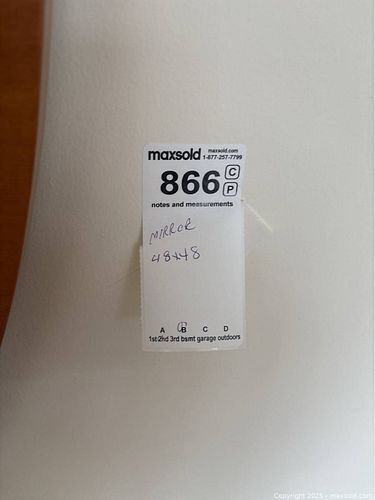 maxsold maxsold.com
1-877-257-7799
866 C
P
notes and measurements
MIRROR
48x48
A B C D
1st 2nd 3rd bsmt garage outdoors
Copyright 2025 - maxsold.com